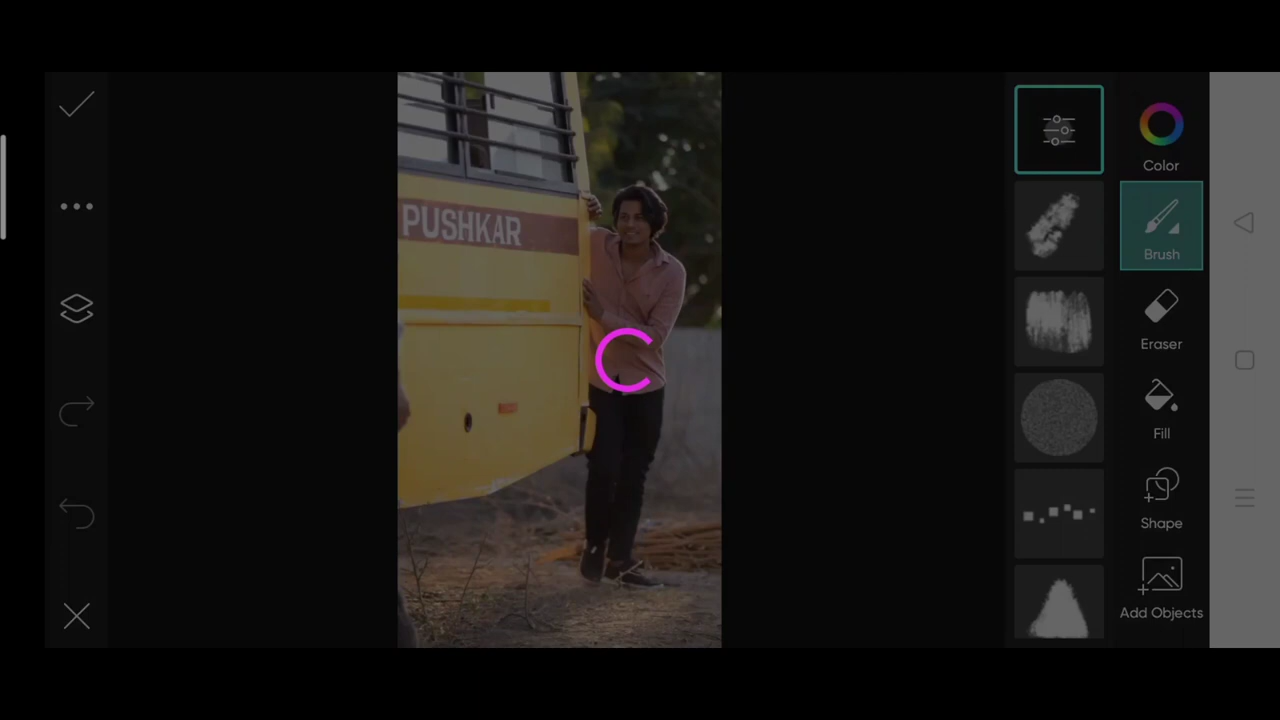 PUSHKAR
Color
Brush
Eraser
Fill
Shape
Add Objects